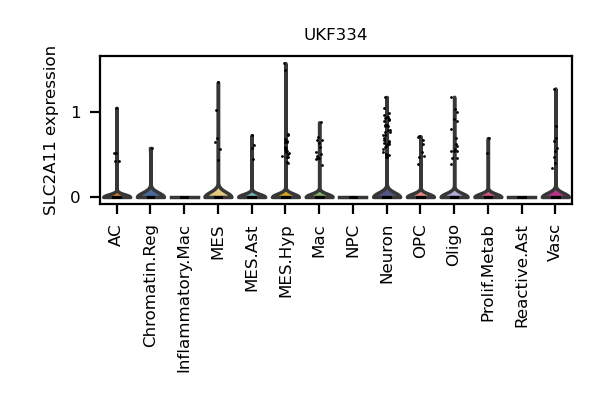 UKF334
SLC2A11 expression
1
0
AC
Chromatin.Reg
Inflammatory.Mac
MES
MES.Ast
MES.Hyp
Mac
NPC
Neuron
OPC
Oligo
Prolif.Metab
Reactive.Ast
Vasc